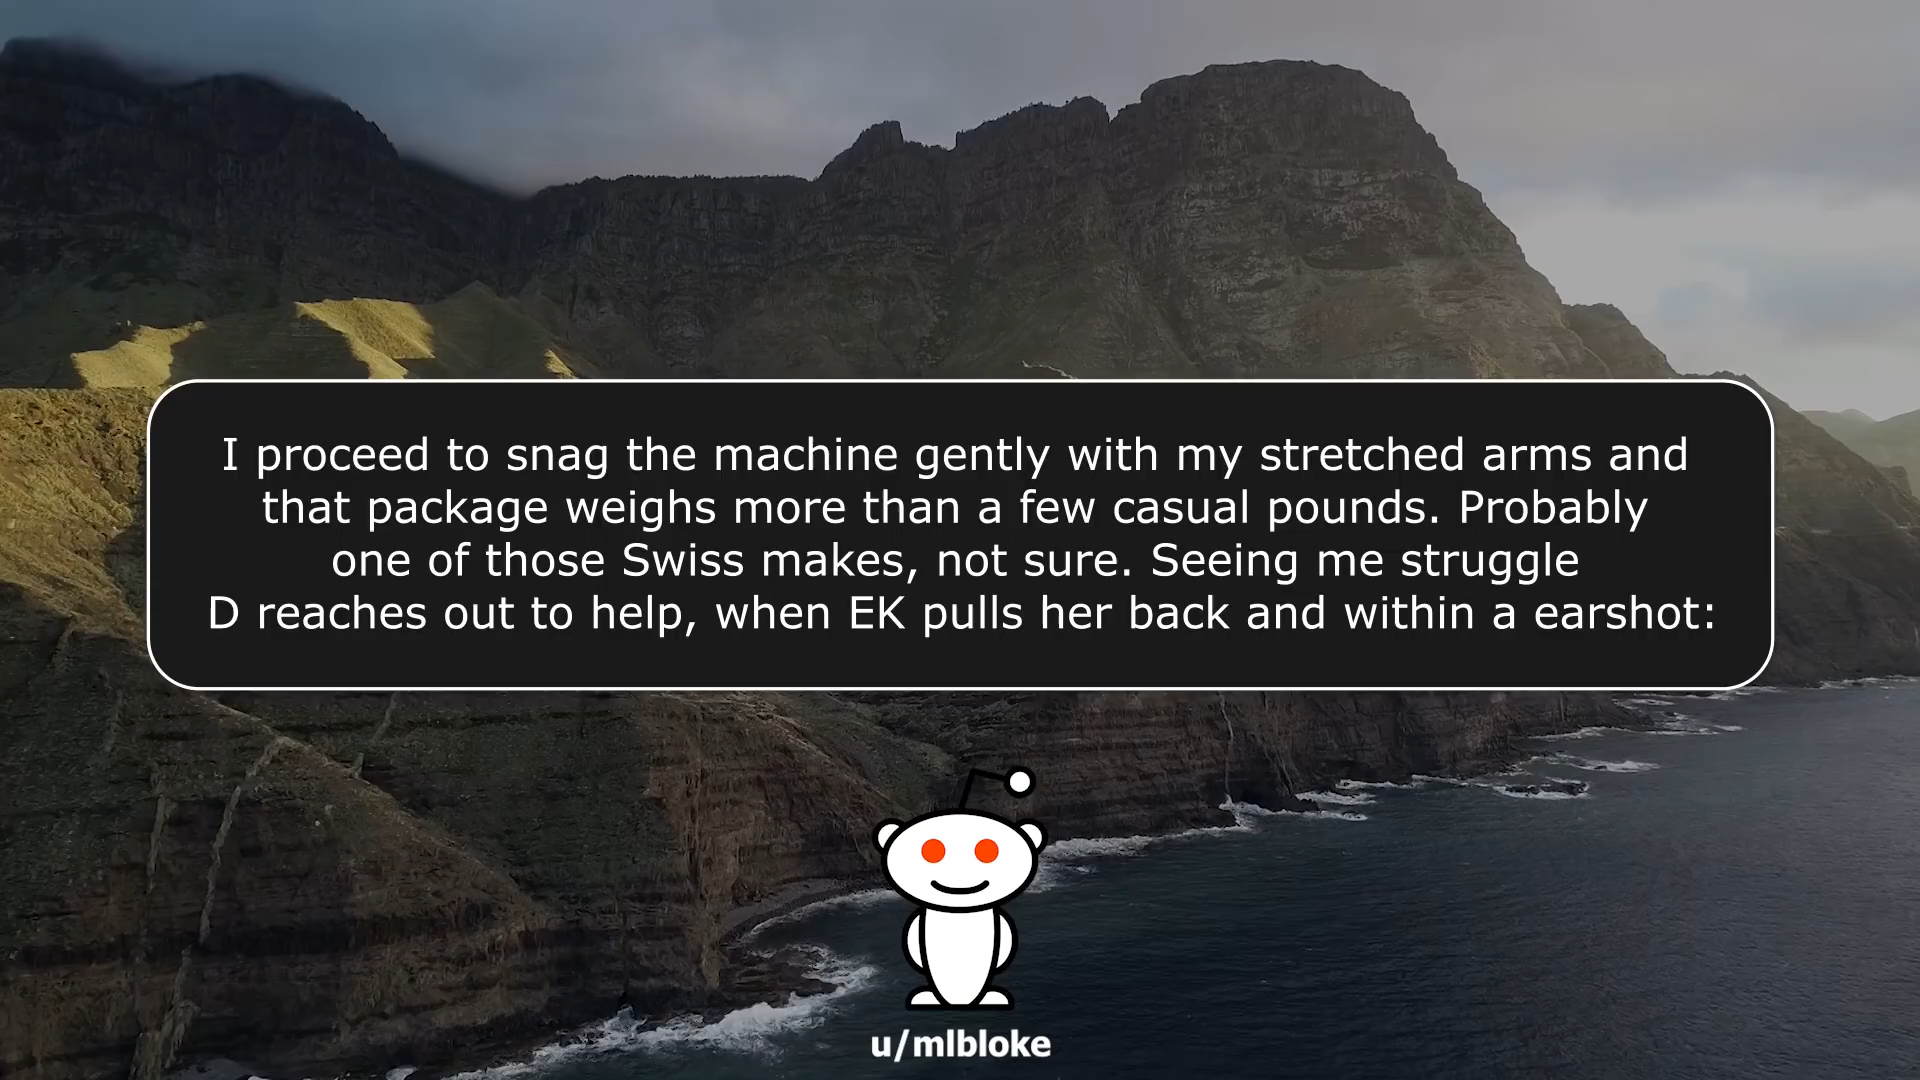 I proceed to snag the machine gently with my stretched arms and
that package weighs more than a few casual pounds. Probably
one of those Swiss makes, not sure. Seeing me struggle
D reaches out to help, when EK pulls her back and within a earshot:
u/mlbloke